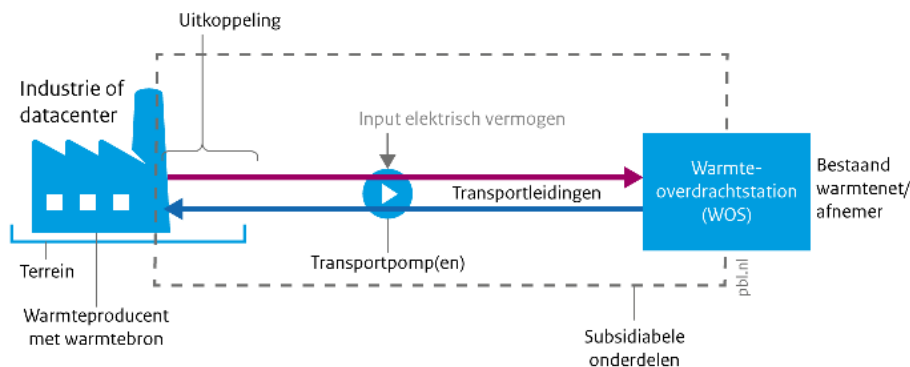 Uitkoppeling
Industrie of
datacenter
Input elektrisch vermogen
Transportleidingen
Warmte-
overdrachtstation
(WOS)
Bestaand
warmtenet/
afnemer
Terrein
Transportpomp(en)
pbl.nl
Warmteproducent
met warmtebron
Subsidiabele
onderdelen